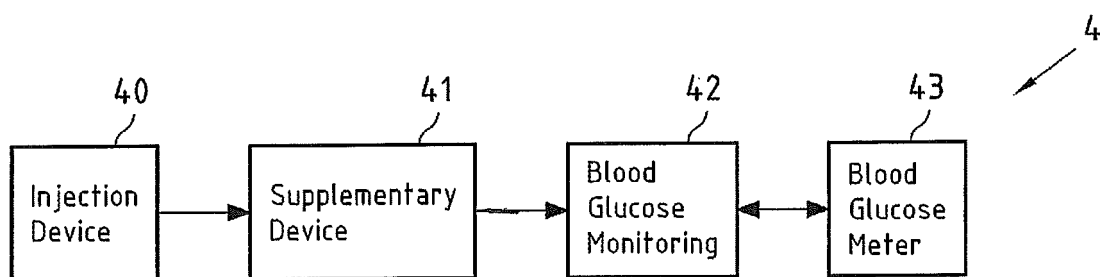 4
40
41
42
43
Injection
Device
Supplementary
Device
Blood
Glucose
Monitoring
Blood
Glucose
Meter